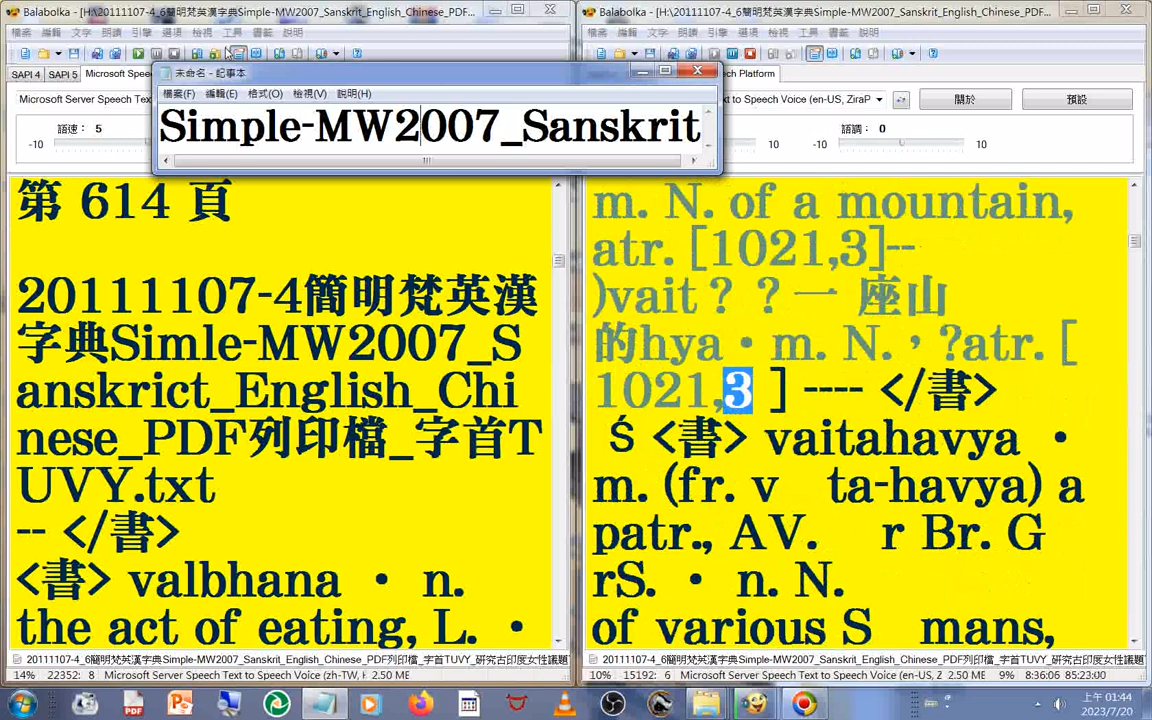 Balabolka - [H:\20111107-4_6簡明梵英漢字典Simple-MW2007_Sanskrit_English_Chinese_PDF...
檔案 編輯 文字 朗讀 引擎 選項 檢視 工具 書籤 說明
SAPI 4 SAPI 5 Microsoft Speech
Microsoft Server Speech Text
語速： 5
-10
第 614 頁
20111107-4簡明梵英漢
字典Simle-MW2007_S
anskrict_English_Chi
nese_PDF列印檔_字首T
UVY.txt
-- </書>
<書> valbhana ・ n.
the act of eating, L. ・
20111107-4_6簡明梵英漢字典Simple-MW2007_Sanskrit_English_Chinese_PDF列印檔_字首TUVY_研究古印度女性議題
14% 22352: 8 Microsoft Server Speech Text to Speech Voice (zh-TW, 2.50 MB
未命名 - 記事本
檔案(F) 編輯(E) 格式(O) 檢視(V) 說明(H)
Simple-MW2007_Sanskrit
Balabolka - [H:\20111107-4_6簡明梵英漢字典Simple-MW2007_Sanskrit_English_Chinese_PDF...
檔案 編輯 文字 朗讀 引擎 選項 檢視 工具 書籤 說明
ch Platform
t to Speech Voice (en-US, ZiraP
關於
預設
語調： 0
10 -10 10
m. N. of a mountain,
atr. [1021,3]--
)vait？？一 座山
的hya・m. N.，?atr. [
1021,3 ] ---- </書>
Ś <書> vaitahavya ・
m. (fr. v ta-havya) a
patr., AV. r Br. G
rS. ・ n. N.
of various S mans,
20111107-4_6簡明梵英漢字典Simple-MW2007_Sanskrit_English_Chinese_PDF列印檔_字首TUVY_研究古印度女性議題
10% 15192: 6 Microsoft Server Speech Text to Speech Voice (en-US, 2.50 MB 9% 8:36:06 85:23:00
上午 01:44
2023/7/20